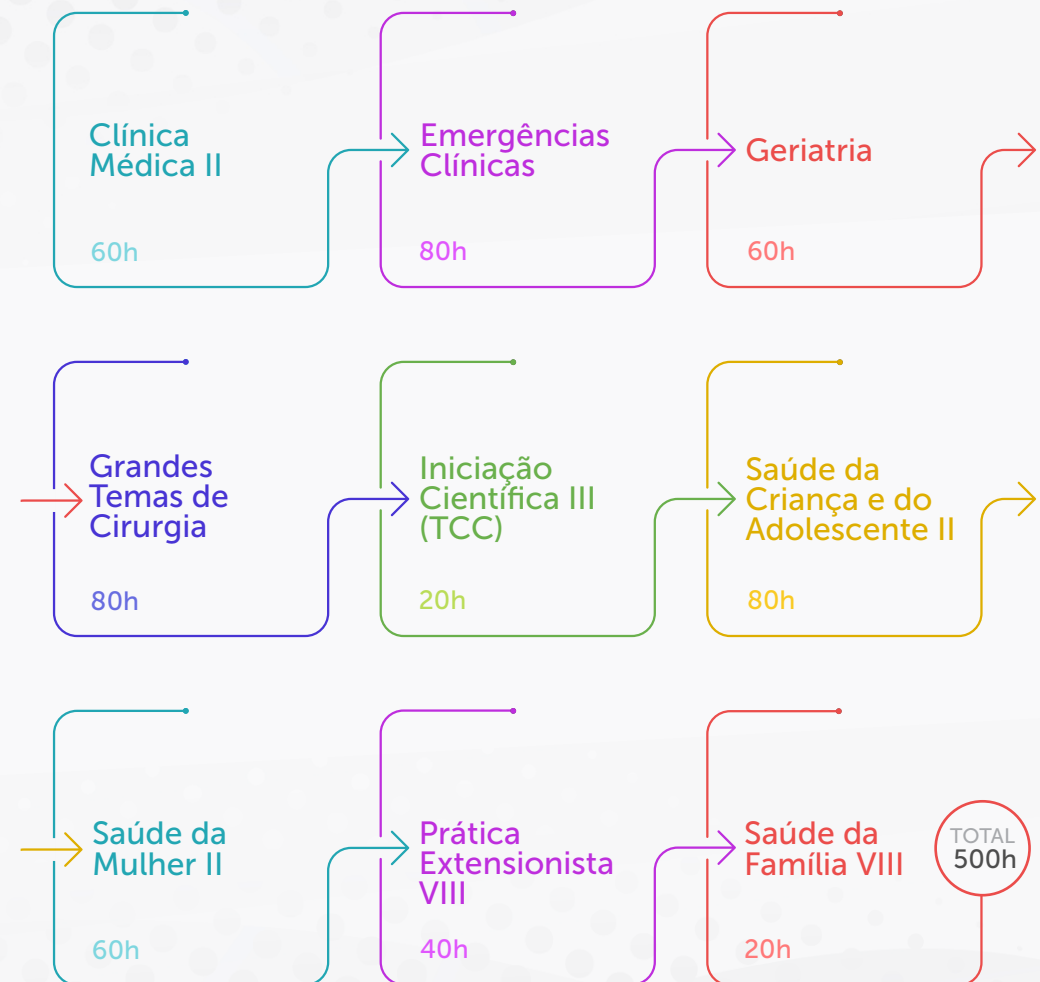 Clínica
Médica II
60h
Emergências
Clínicas
80h
Geriatria
60h
Grandes
Temas de
Cirurgia
80h
Iniciação
Científica III
(TCC)
20h
Saúde da
Criança e do
Adolescente II
80h
Saúde da
Mulher II
60h
Prática
Extensionista
VIII
40h
Saúde da
Família VIII
20h
TOTAL
500h